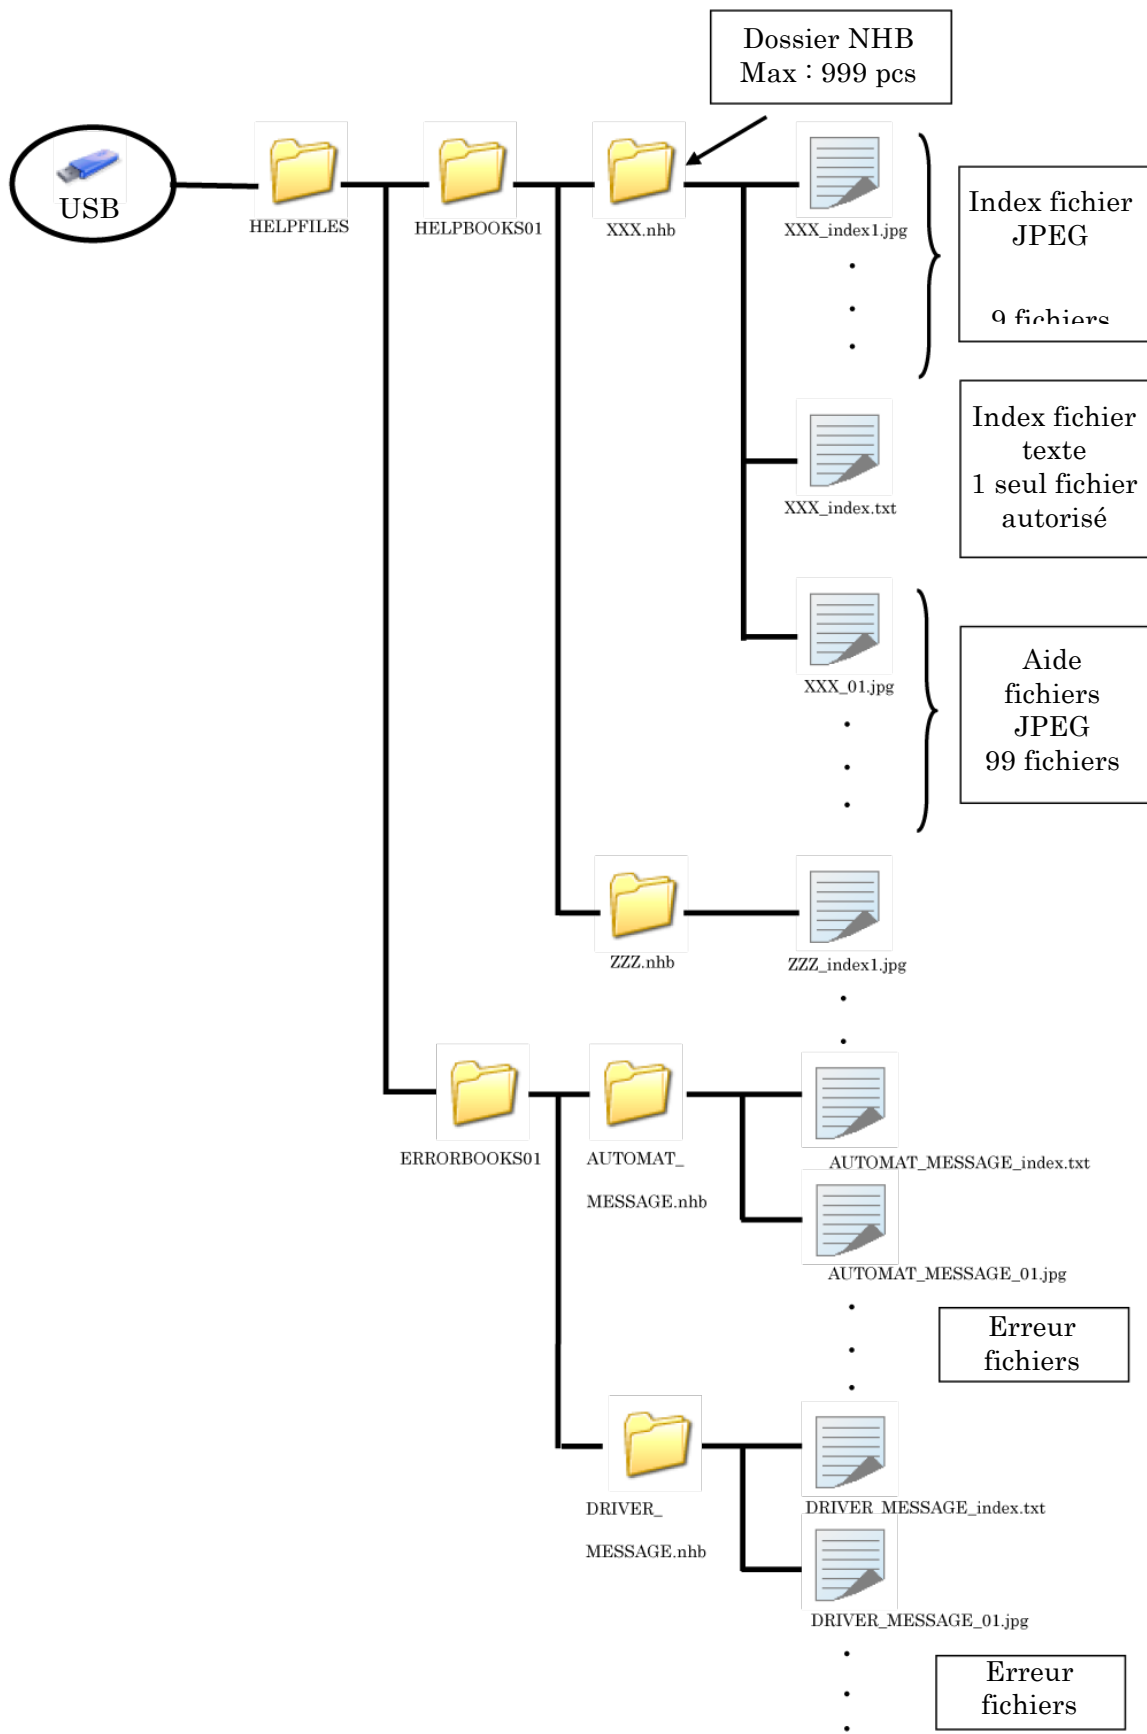 Dossier NHB
Max : 999 pcs
USB
HELPFILES
HELPBOOKS01
XXX.nhb
XXX_index1.jpg
Index fichier
JPEG
9 fichiers
XXX_index.txt
Index fichier
texte
1 seul fichier
autorisé
XXX_01.jpg
Aide
fichiers
JPEG
99 fichiers
ZZZ.nhb
ZZZ_index1.jpg
ERRORBOOKS01
AUTOMAT_
MESSAGE.nhb
AUTOMAT_MESSAGE_index.txt
AUTOMAT_MESSAGE_01.jpg
Erreur
fichiers
DRIVER_
MESSAGE.nhb
DRIVER_MESSAGE_index.txt
DRIVER_MESSAGE_01.jpg
Erreur
fichiers